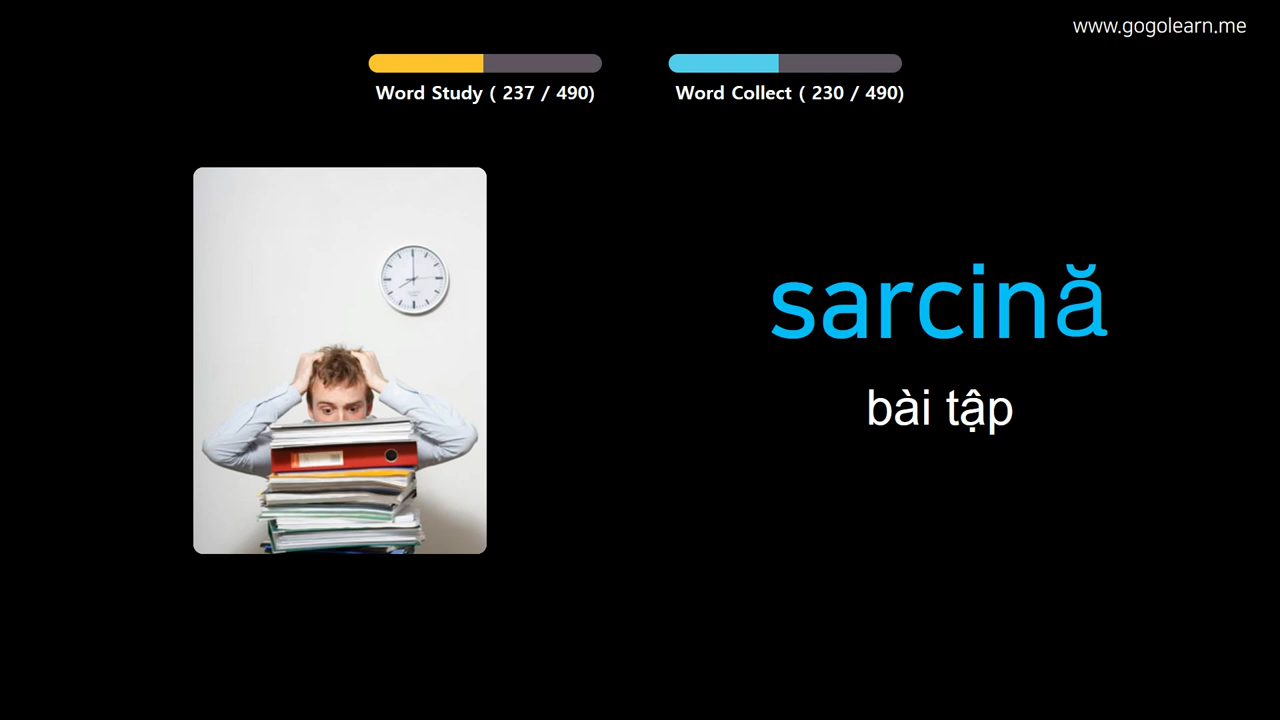 www.gogolearn.me
Word Study ( 237 / 490)
Word Collect ( 230 / 490)
sarcină
bài tập